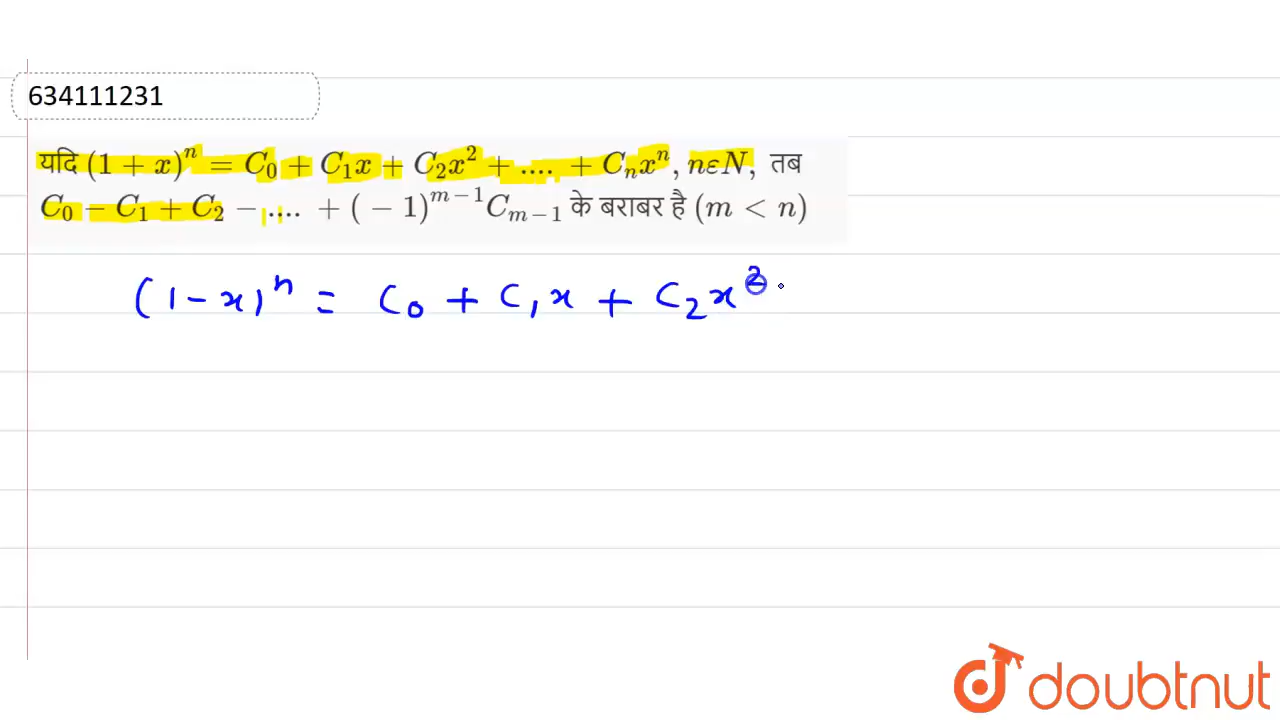 634111231
यदि (1 + x)^n = C_0 + C_1x + C_2x^2 + .... + C_nx^n, nεN, तब
C_0 − C_1 + C_2 − .... + (−1)^{m−1}C_{m−1} के बराबर है (m < n)
(1-x)^n = C_0 + C_1x + C_2x^2
doubtnut